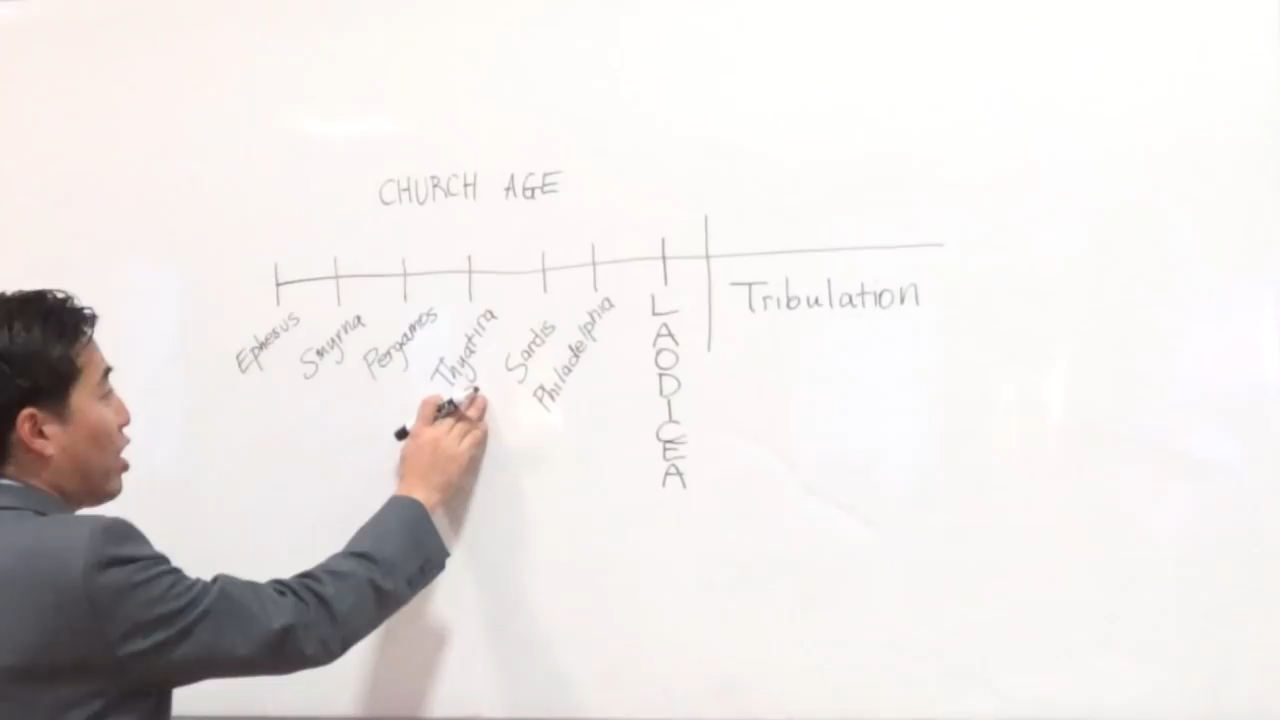 CHURCH AGE
Ephesus
Smyrna
Pergamos
Thyatira
Sardis
Philadelphia
LAODICEA
Tribulation